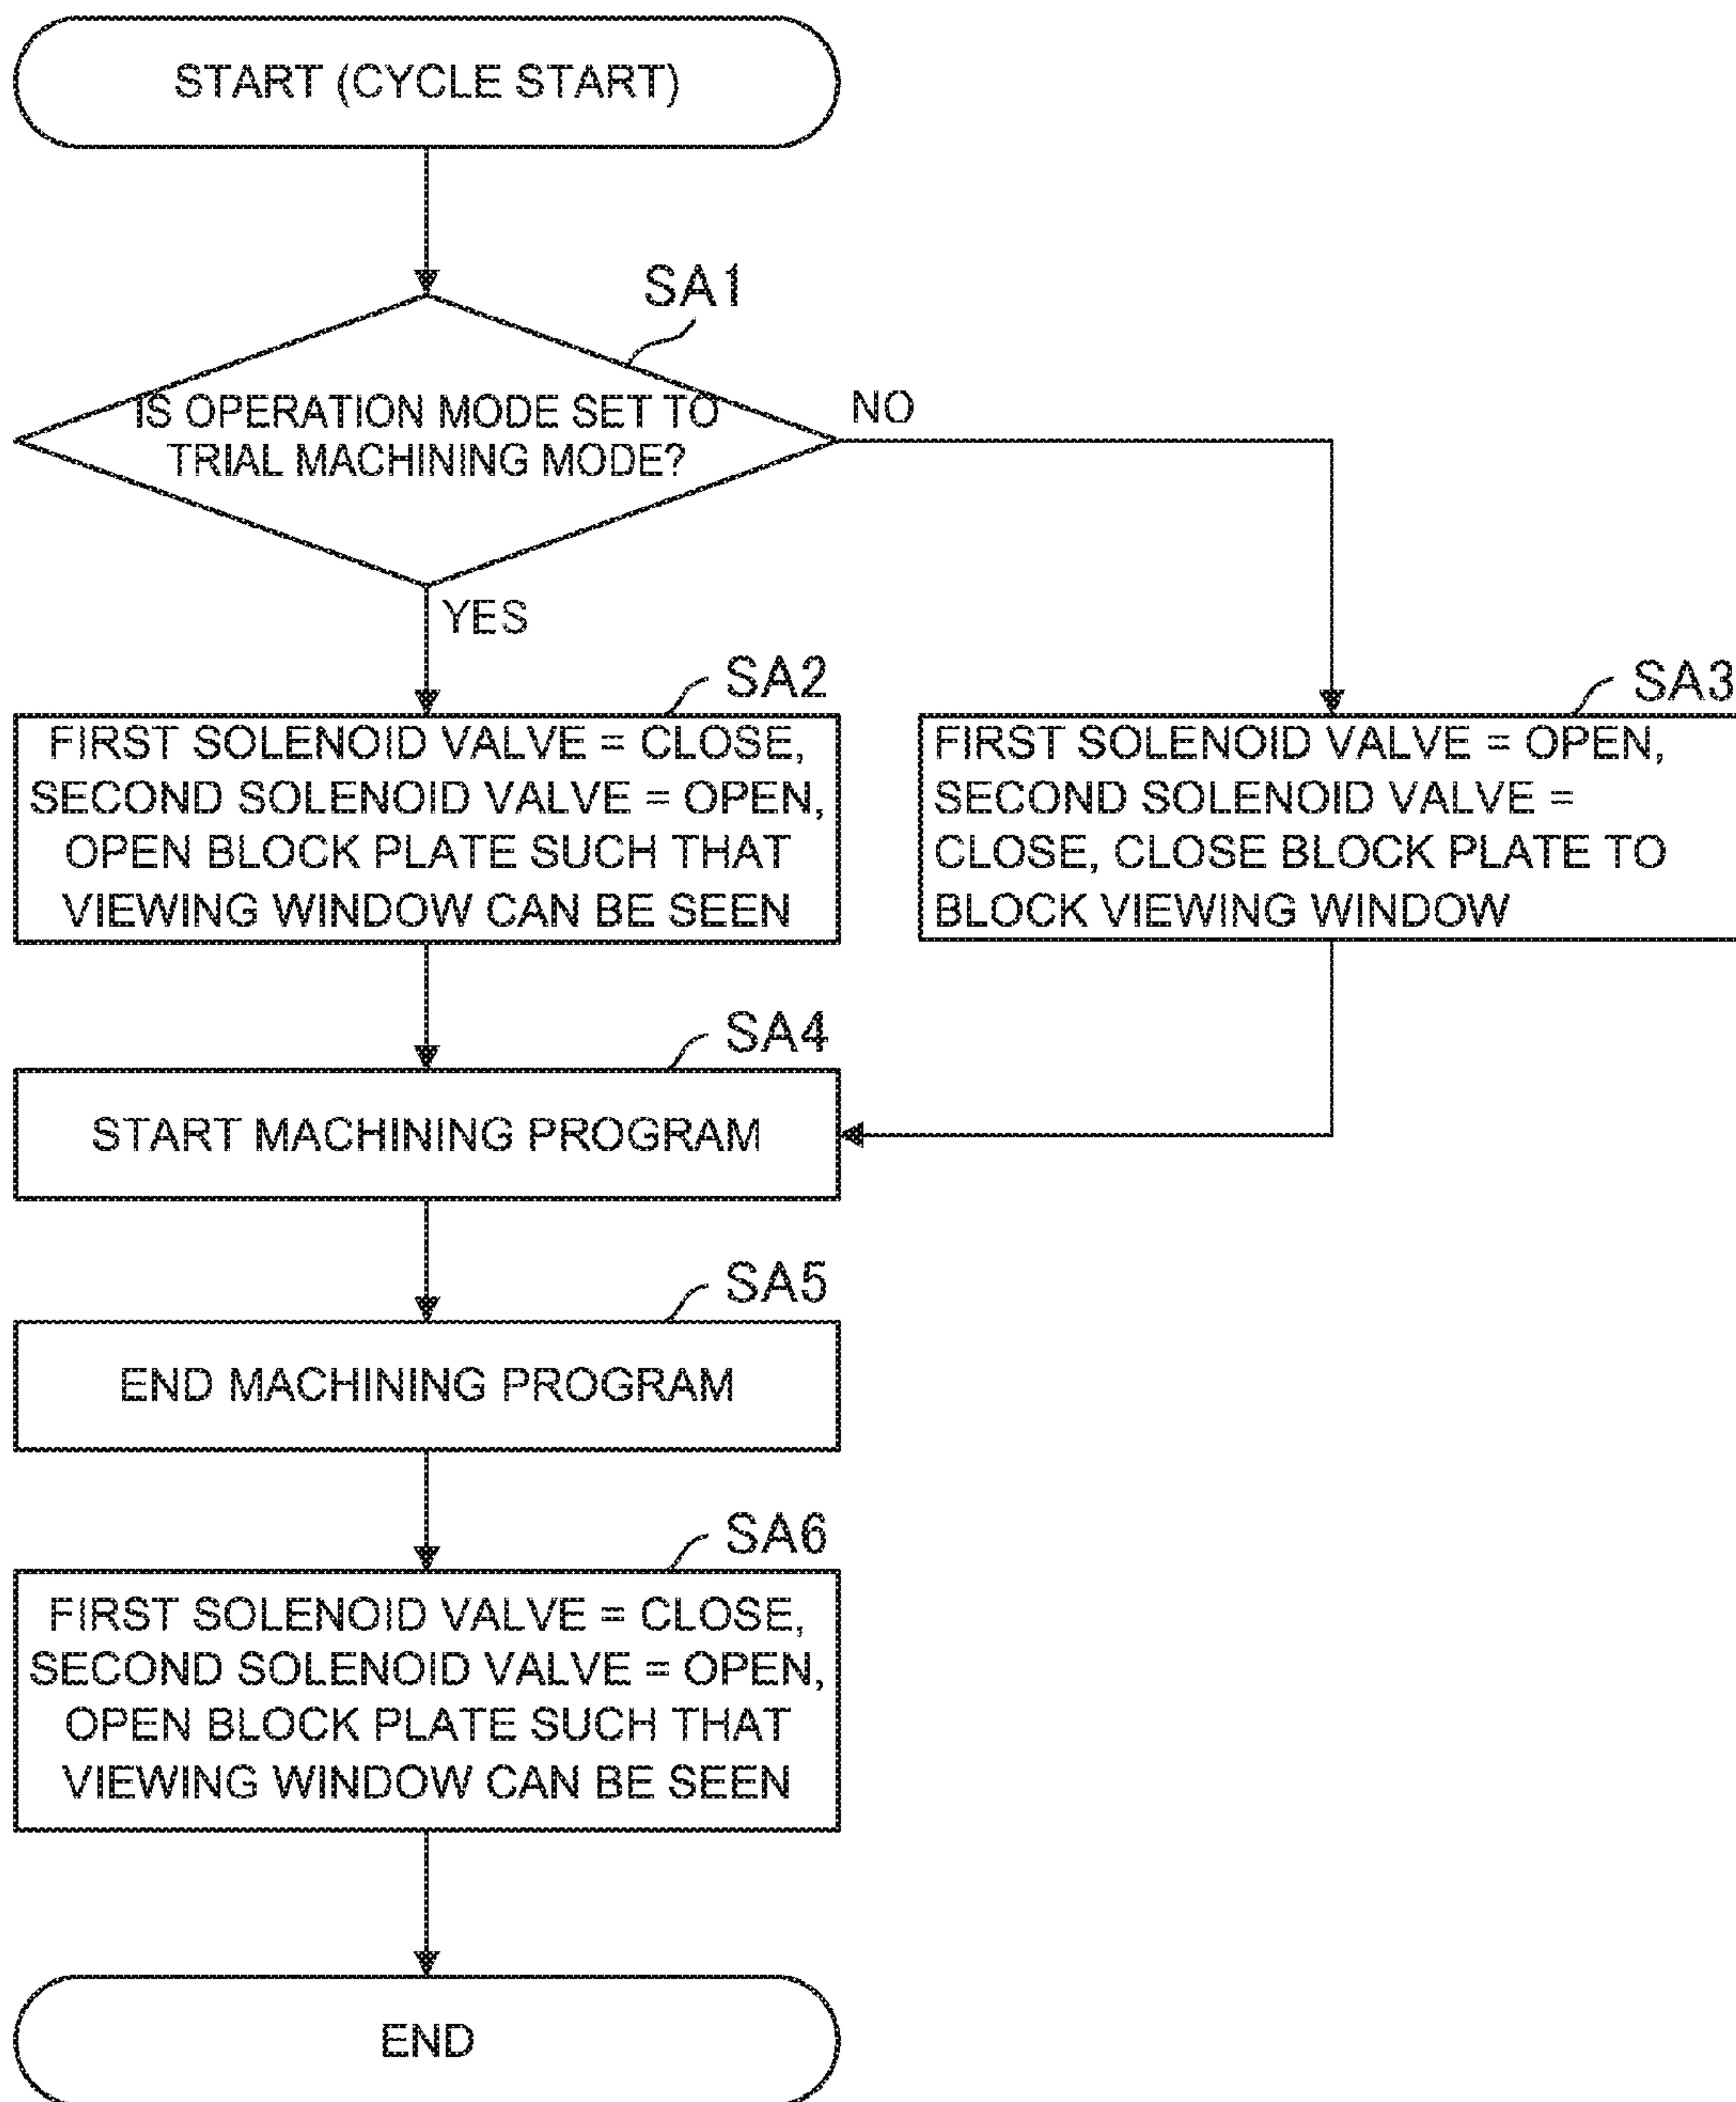 START (CYCLE START)
SA1
IS OPERATION MODE SET TO
TRIAL MACHINING MODE?
NO
YES
SA2
FIRST SOLENOID VALVE = CLOSE,
SECOND SOLENOID VALVE = OPEN,
OPEN BLOCK PLATE SUCH THAT
VIEWING WINDOW CAN BE SEEN
SA3
FIRST SOLENOID VALVE = OPEN,
SECOND SOLENOID VALVE =
CLOSE, CLOSE BLOCK PLATE TO
BLOCK VIEWING WINDOW
SA4
START MACHINING PROGRAM
SA5
END MACHINING PROGRAM
SA6
FIRST SOLENOID VALVE = CLOSE,
SECOND SOLENOID VALVE = OPEN,
OPEN BLOCK PLATE SUCH THAT
VIEWING WINDOW CAN BE SEEN
END